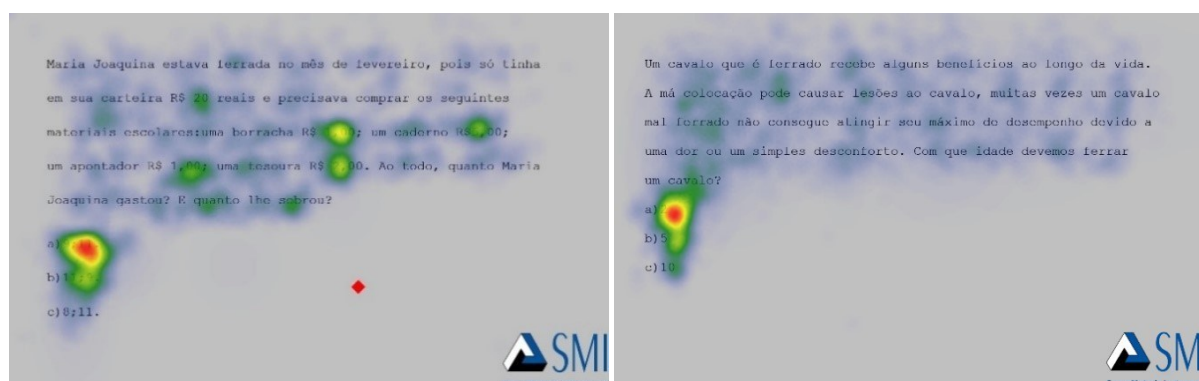 Maria Joaquina estava ferrada no mês de fevereiro, pois só tinha
em sua carteira R$ 20 reais e precisava comprar os seguintes
materiais escolares:uma borracha R$ um caderno R$ ,00;
um apontador R$ 1,00; uma tesoura R$ ,00. Ao todo, quanto Maria
Joaquina gastou? E quanto lhe sobrou?
a)
b)1
c)8;11.
SMI
Um cavalo que é ferrado recebe alguns benefícios ao longo da vida.
A má colocação pode causar lesões ao cavalo, muitas vezes um cavalo
mal ferrado não consegue atingir seu máximo de desempenho devido a
uma dor ou um simples desconforto. Com que idade devemos ferrar
um cavalo?
a)
b)5
c)10
SM